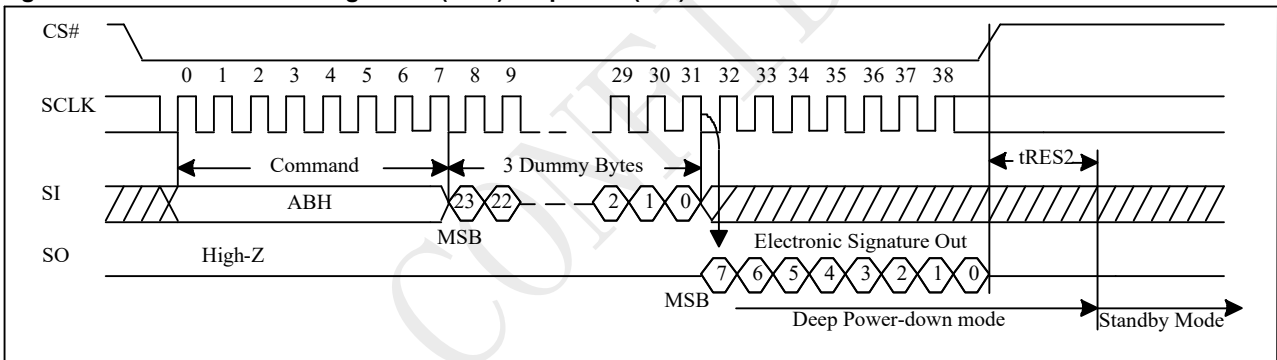 CS#
0 1 2 3 4 5 6 7 8 9 29 30 31 32 33 34 35 36 37 38
SCLK
Command 3 Dummy Bytes tRES2
SI ABH 23 22 2 1 0
MSB
SO High-Z Electronic Signature Out
7 6 5 4 3 2 1 0
MSB
Deep Power-down mode Standby Mode